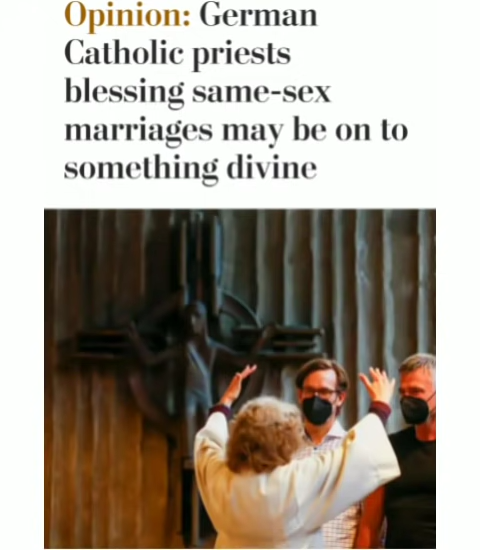 Opinion: German
Catholic priests
blessing same-sex
marriages may be on to
something divine